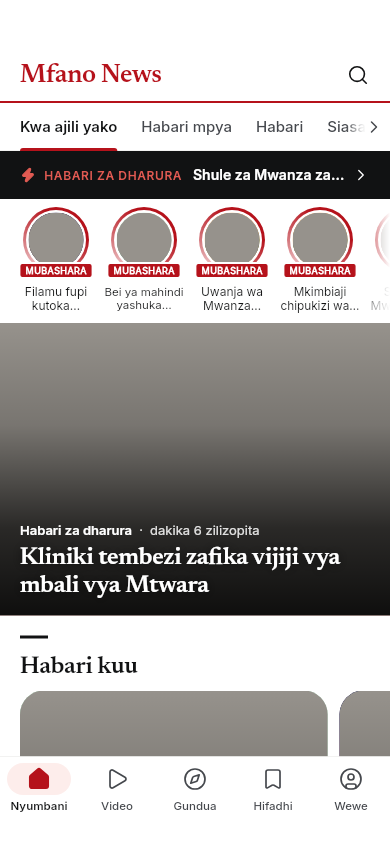 Mfano News
Kwa ajili yako
Habari mpya
Habari
Siasa
HABARI ZA DHARURA
Shule za Mwanza za...
MUBASHARA
MUBASHARA
MUBASHARA
MUBASHARA
Filamu fupi
kutoka...
Bei ya mahindi
yashuka...
Uwanja wa
Mwanza...
Mkimbiaji
chipukizi wa...
Habari za dharura · dakika 6 zilizopita
Kliniki tembezi zafika vijiji vya
mbali vya Mtwara
Habari kuu
Nyumbani
Video
Gundua
Hifadhi
Wewe